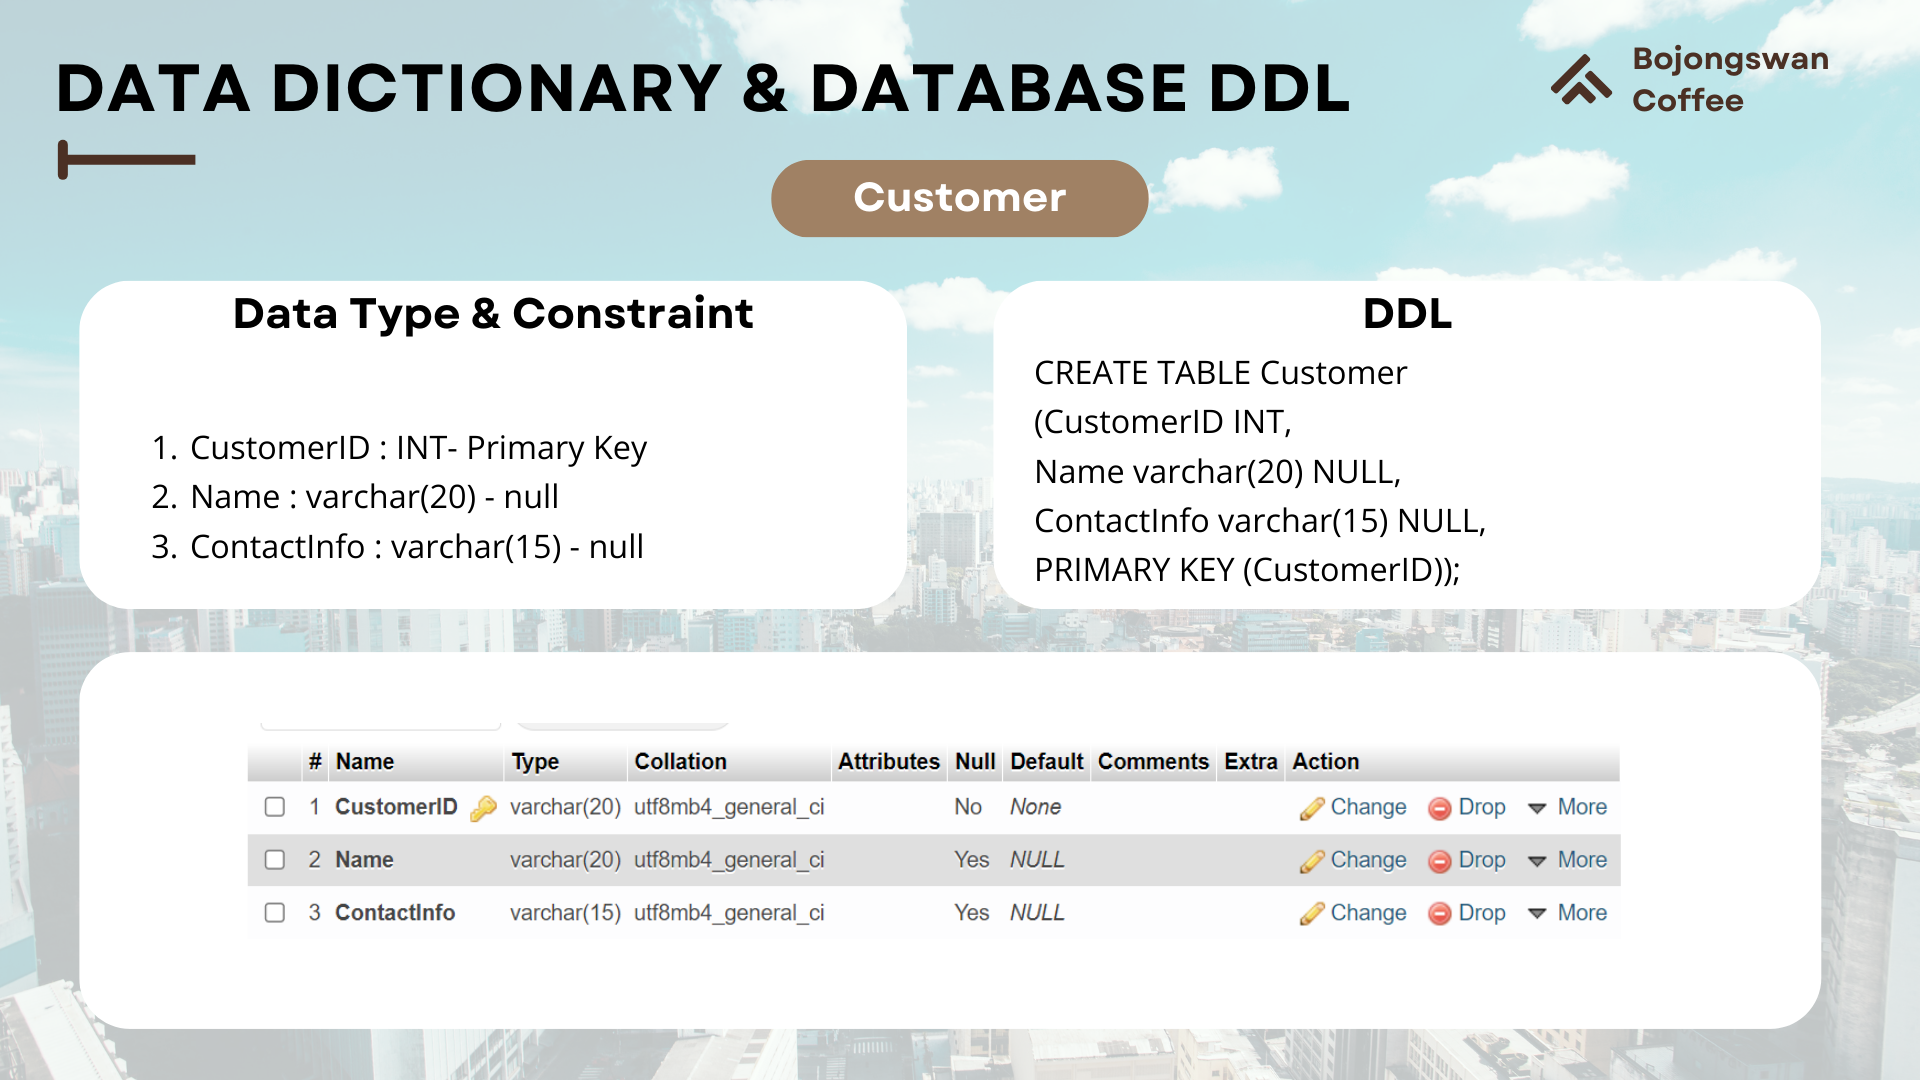 DATA DICTIONARY & DATABASE DDL
Bojongswan
Coffee
Customer
Data Type & Constraint
1. CustomerID : INT- Primary Key
2. Name : varchar(20) - null
3. ContactInfo : varchar(15) - null
DDL
CREATE TABLE Customer
(CustomerID INT,
Name varchar(20) NULL,
ContactInfo varchar(15) NULL,
PRIMARY KEY (CustomerID));
# Name Type Collation Attributes Null Default Comments Extra Action
1 CustomerID varchar(20) utf8mb4_general_ci No None Change Drop More
2 Name varchar(20) utf8mb4_general_ci Yes NULL Change Drop More
3 ContactInfo varchar(15) utf8mb4_general_ci Yes NULL Change Drop More